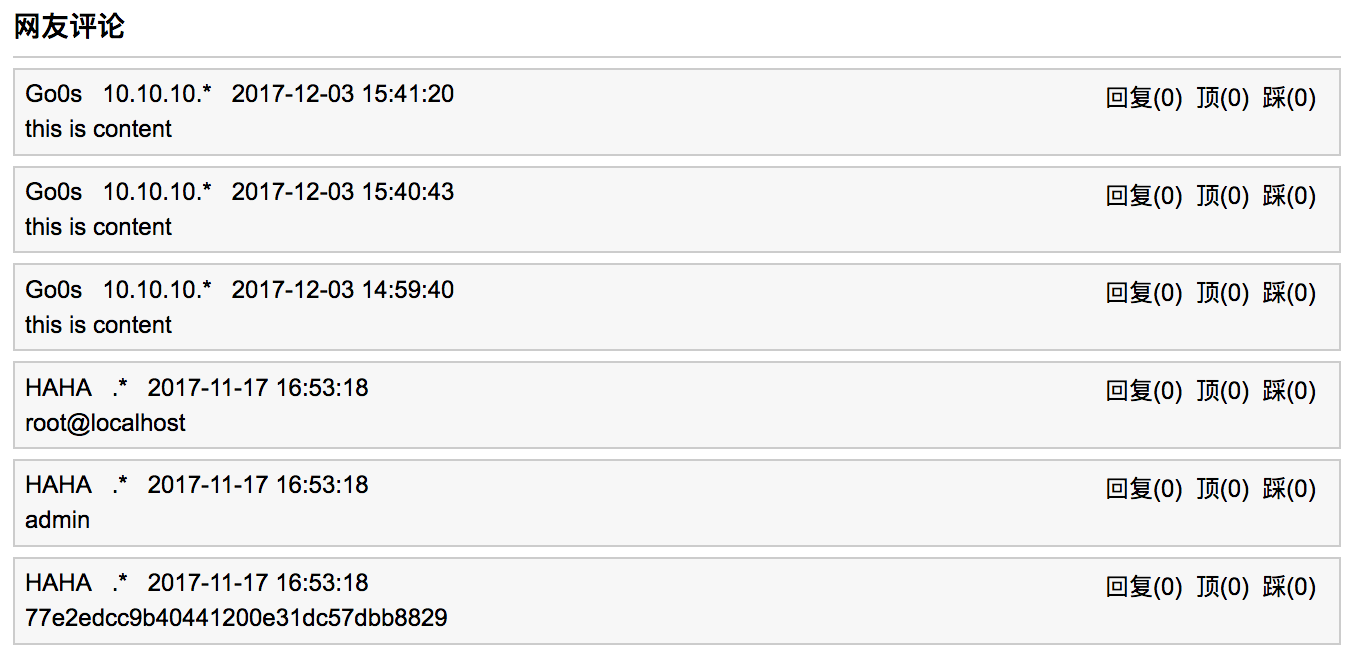 网友评论
Go0s 10.10.10.* 2017-12-03 15:41:20 回复(0) 顶(0) 踩(0)
this is content
Go0s 10.10.10.* 2017-12-03 15:40:43 回复(0) 顶(0) 踩(0)
this is content
Go0s 10.10.10.* 2017-12-03 14:59:40 回复(0) 顶(0) 踩(0)
this is content
HAHA .* 2017-11-17 16:53:18 回复(0) 顶(0) 踩(0)
root@localhost
HAHA .* 2017-11-17 16:53:18 回复(0) 顶(0) 踩(0)
admin
HAHA .* 2017-11-17 16:53:18 回复(0) 顶(0) 踩(0)
77e2edcc9b40441200e31dc57dbb8829